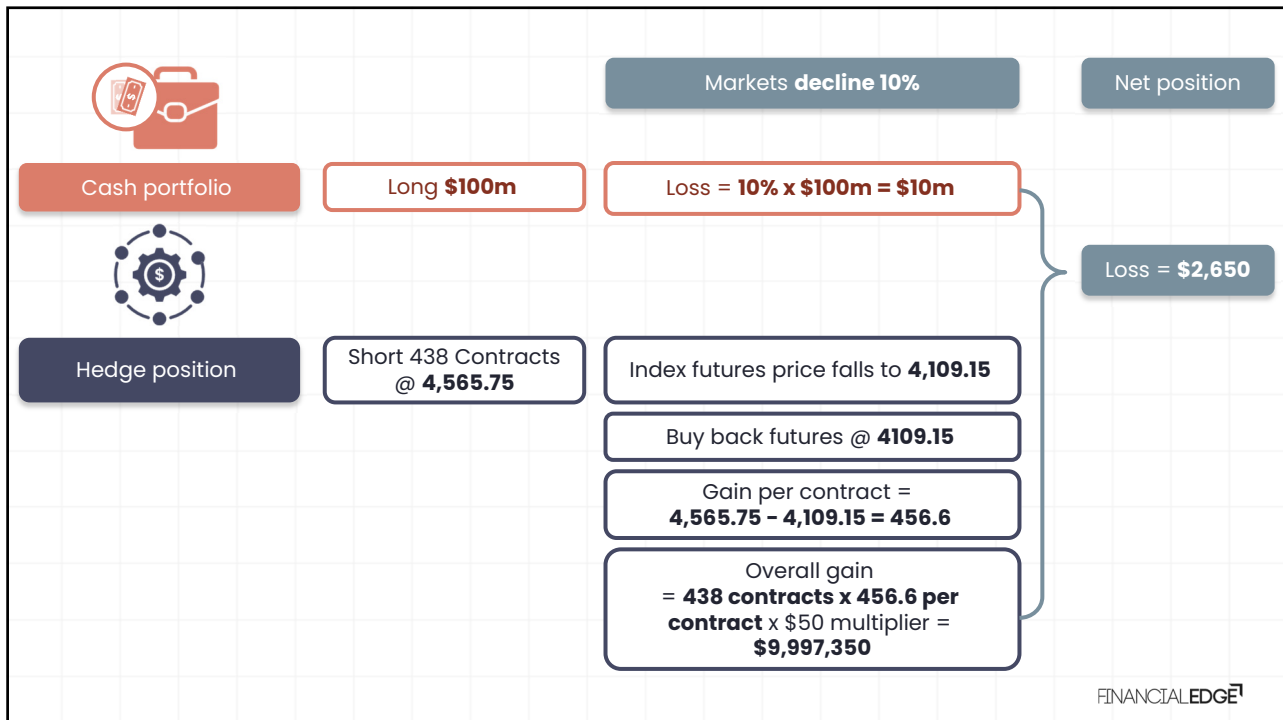 Markets decline 10%
Net position
Cash portfolio
Long $100m
Loss = 10% x $100m = $10m
Loss = $2,650
$
Hedge position
Short 438 Contracts
@ 4,565.75
Index futures price falls to 4,109.15
Buy back futures @ 4109.15
Gain per contract =
4,565.75 - 4,109.15 = 456.6
Overall gain
= 438 contracts x 456.6 per
contract x $50 multiplier =
$9,997,350
FINANCIALEDGE